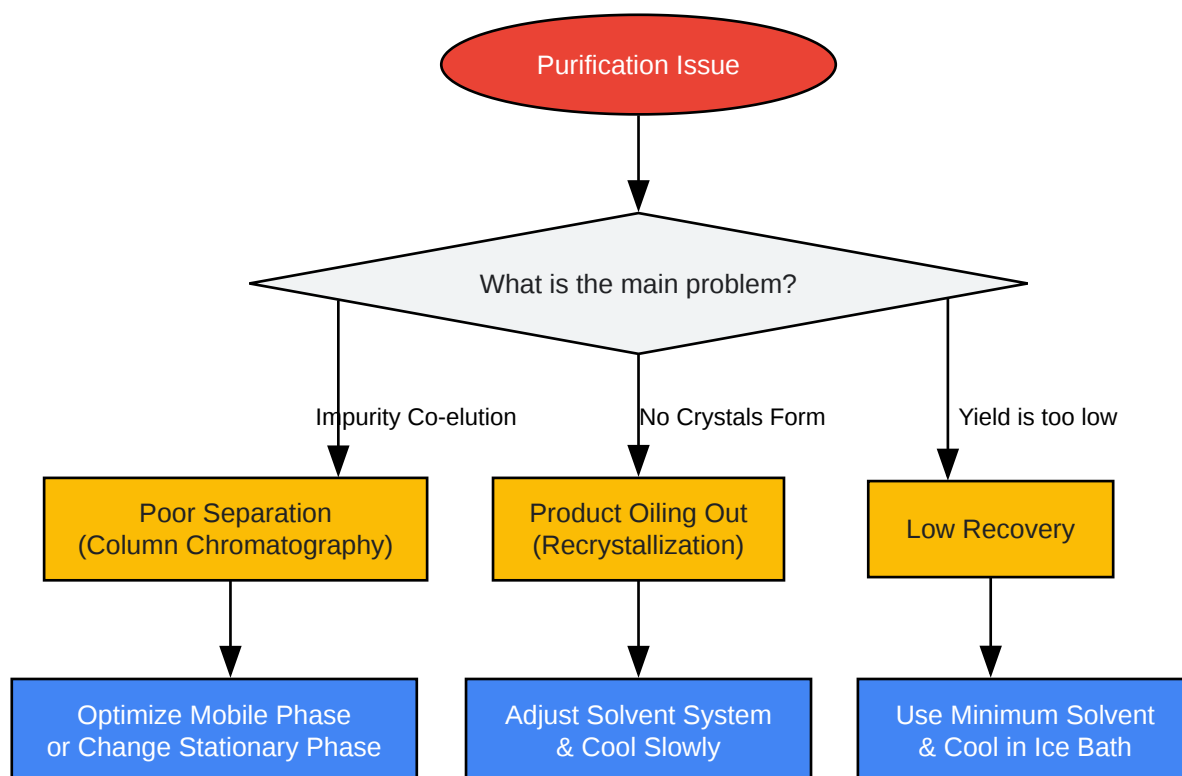 Purification Issue
What is the main problem?
Impurity Co-elution
No Crystals Form
Yield is too low
Poor Separation
(Column Chromatography)
Product Oiling Out
(Recrystallization)
Low Recovery
Optimize Mobile Phase
or Change Stationary Phase
Adjust Solvent System
& Cool Slowly
Use Minimum Solvent
& Cool in Ice Bath